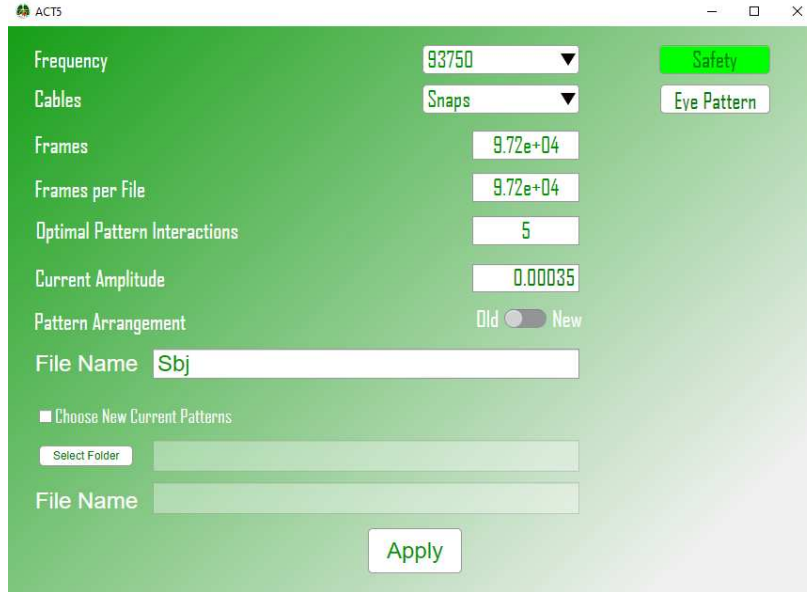 ACT5
Frequency 93750 Safety
Cables Snaps Eye Pattern
Frames 9.72e+04
Frames per File 9.72e+04
Optimal Pattern Interactions 5
Current Amplitude 0.00035
Pattern Arrangement Old New
File Name Sbj
Choose New Current Patterns
Select Folder
File Name
Apply